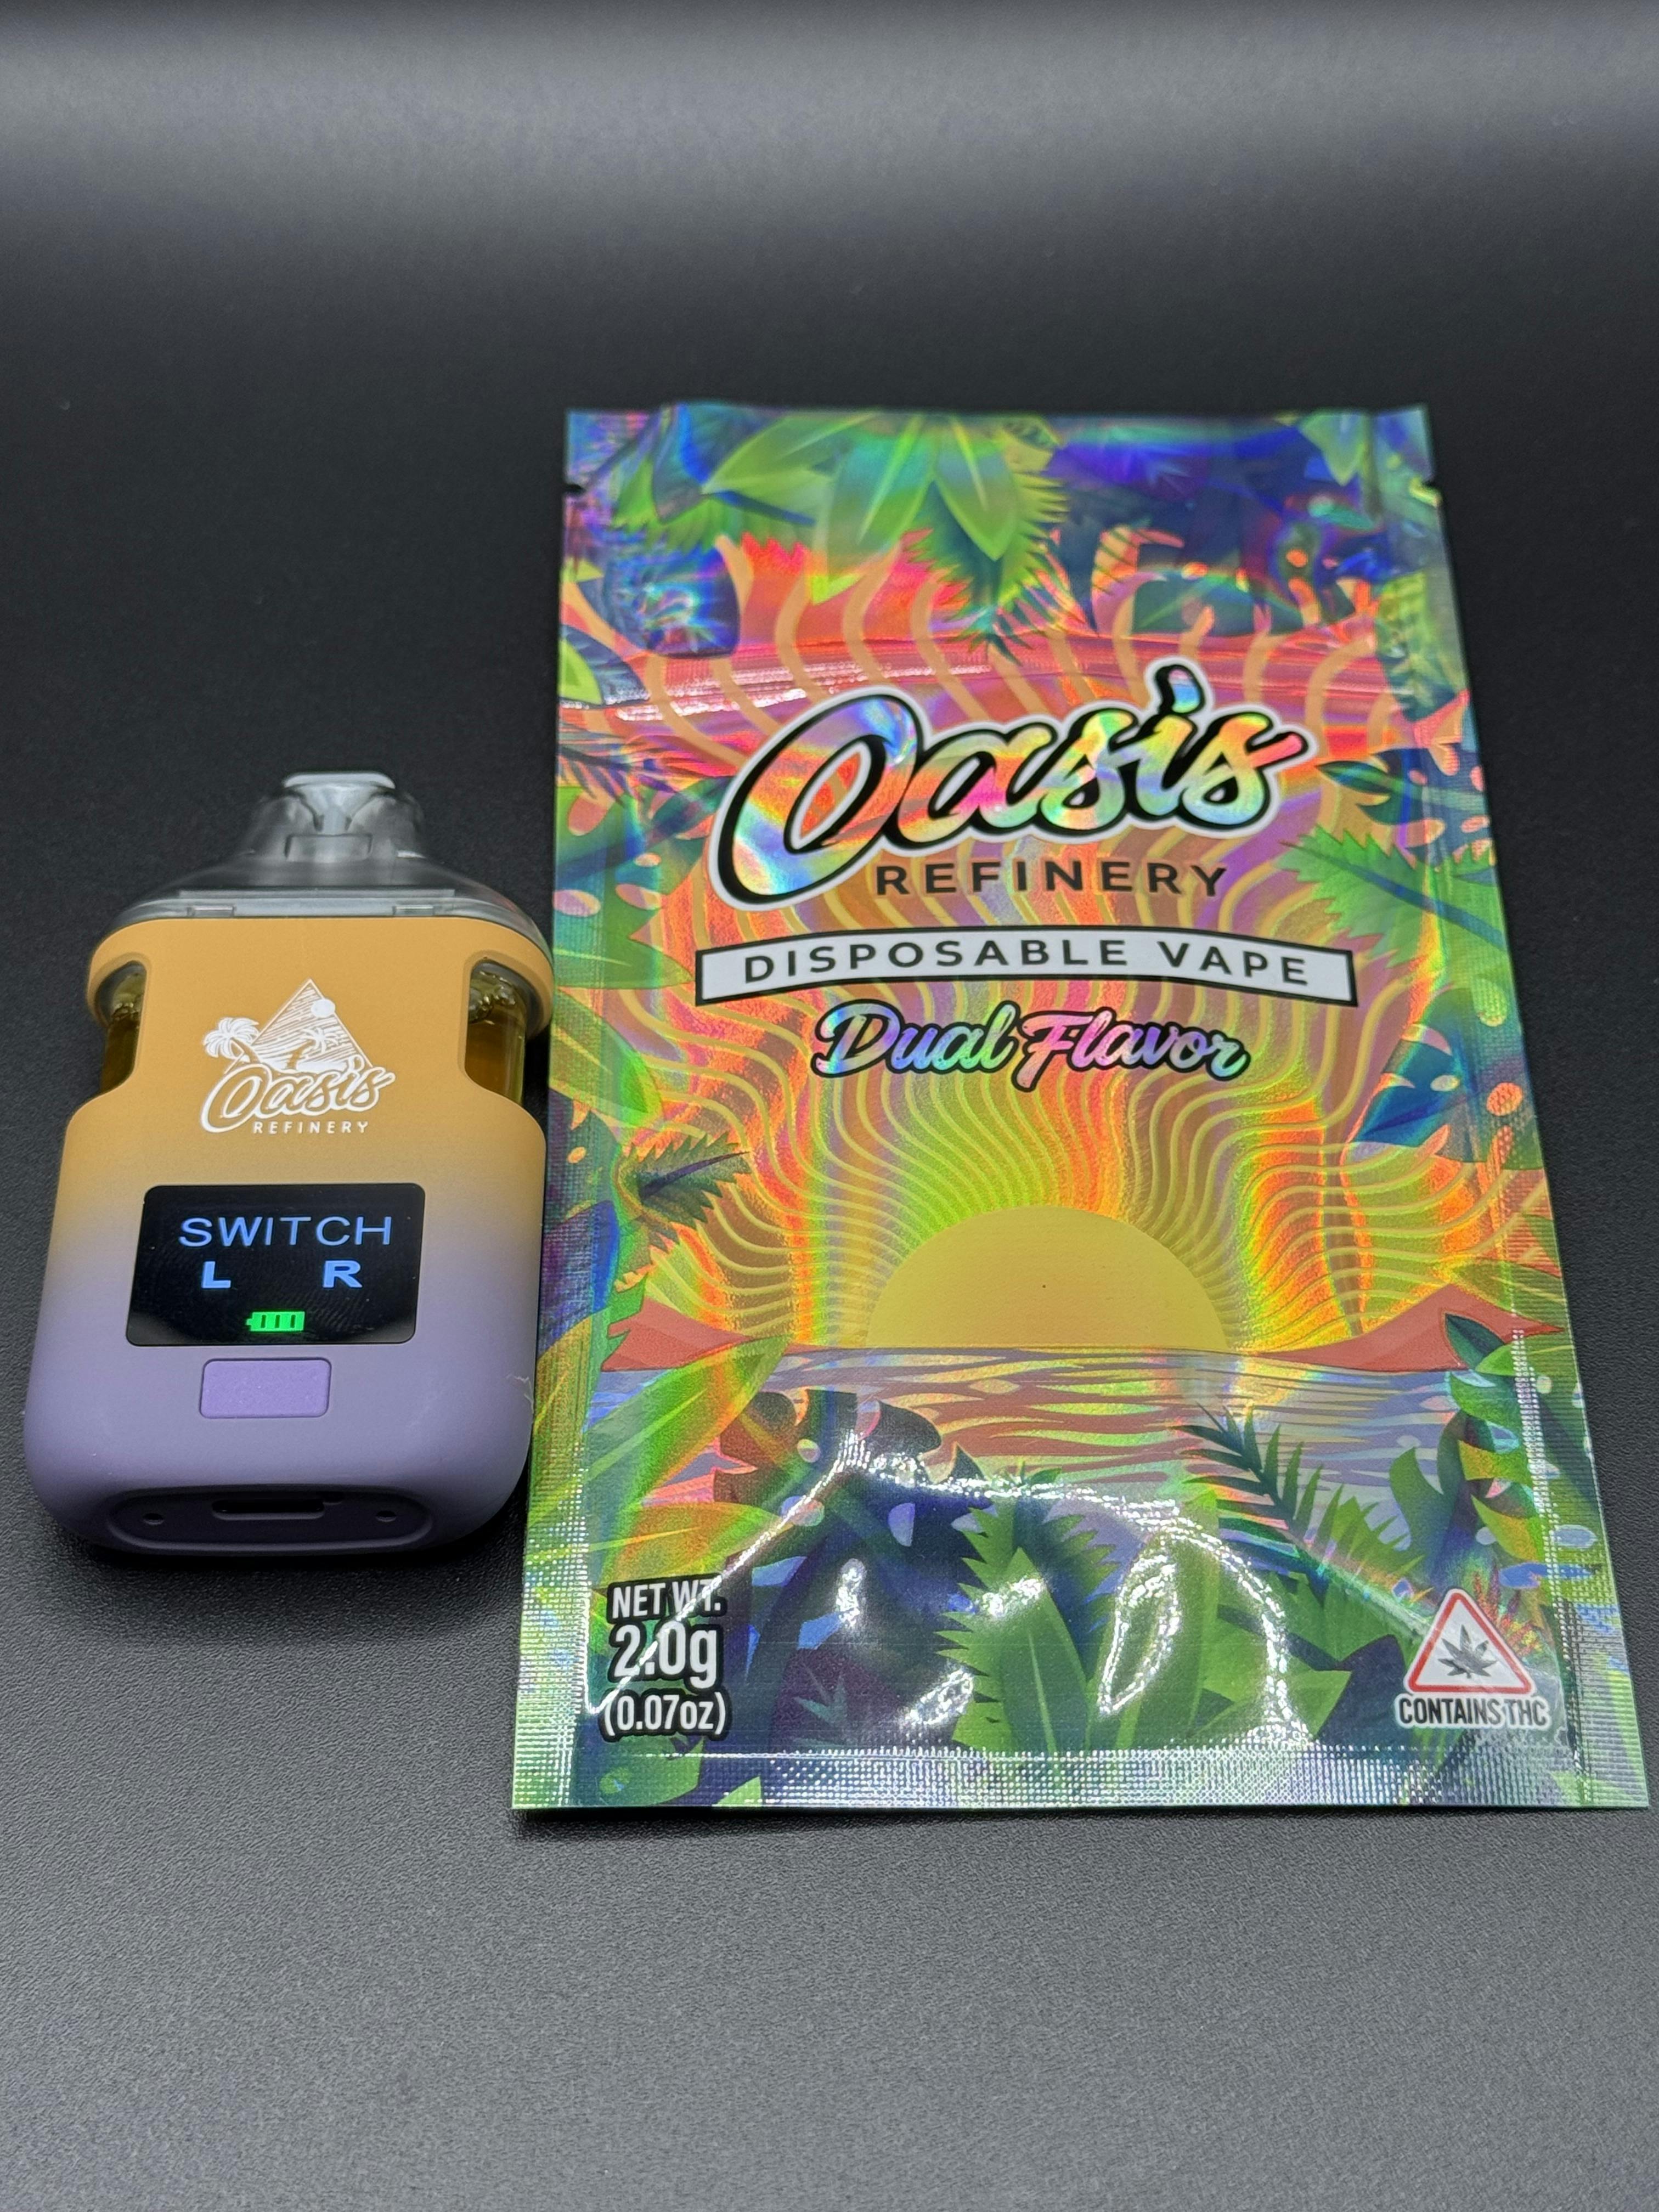 Oasis
REFINERY
SWITCH
L R
Oasis
REFINERY
DISPOSABLE VAPE
Dual Flavor
NET WT.
2.0g
(0.07oz)
CONTAINS THC